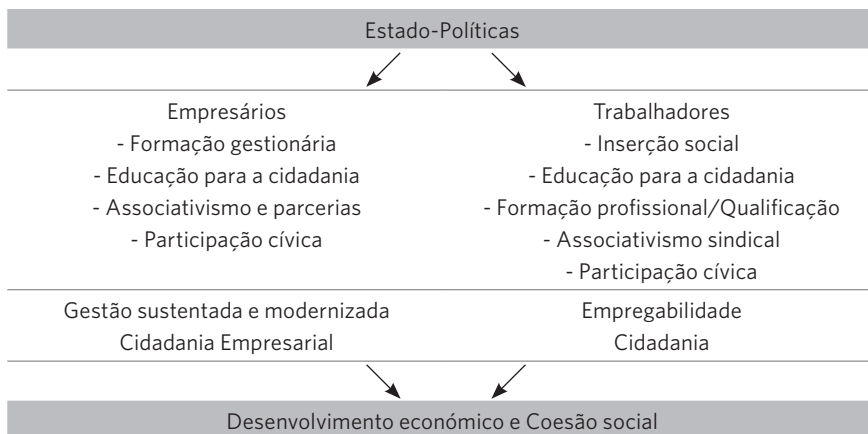 Estado-Políticas
Empresários
- Formação gestionária
- Educação para a cidadania
- Associativismo e parcerias
- Participação cívica
Trabalhadores
- Inserção social
- Educação para a cidadania
- Formação profissional/Qualificação
- Associativismo sindical
- Participação cívica
Gestão sustentada e modernizada
Cidadania Empresarial
Empregabilidade
Cidadania
Desenvolvimento económico e Coesão social